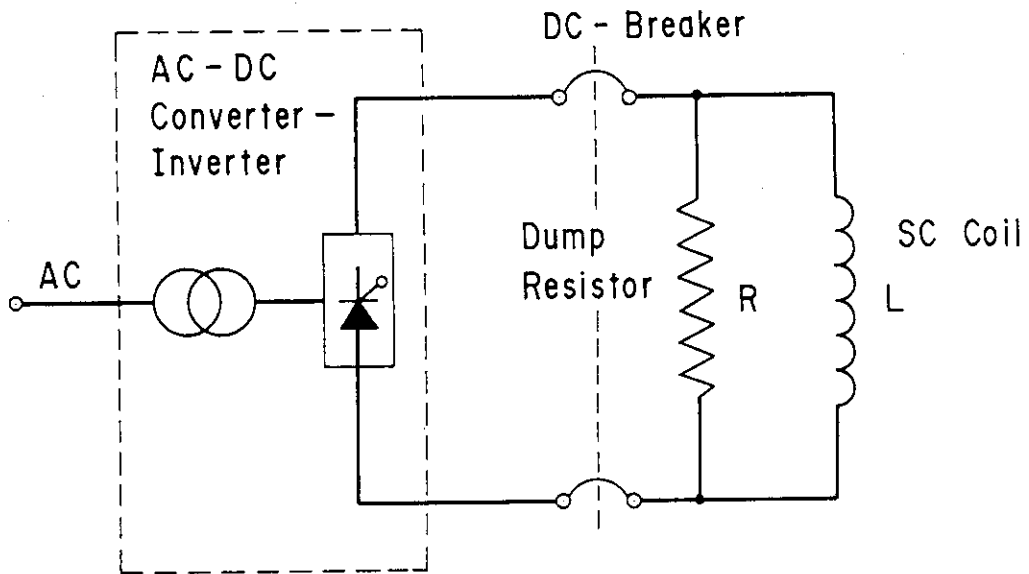 DC - Breaker
AC - DC
Converter -
Inverter
AC
Dump
Resistor
R
SC Coil
L